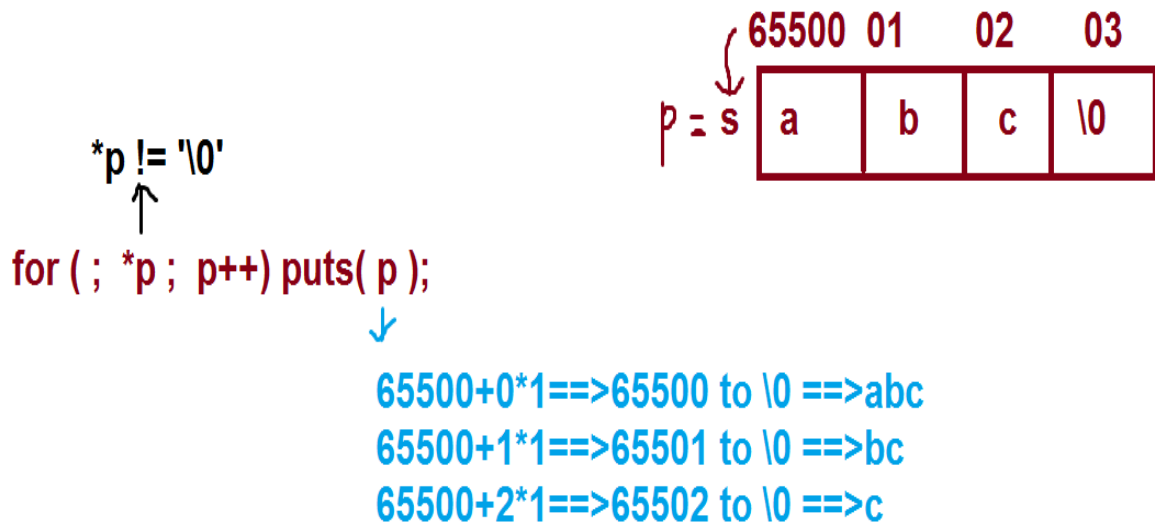 65500 01 02 03
p = s a b c \0
*p != '\0'
for ( ; *p ; p++) puts( p );
65500+0*1==>65500 to \0 ==>abc
65500+1*1==>65501 to \0 ==>bc
65500+2*1==>65502 to \0 ==>c